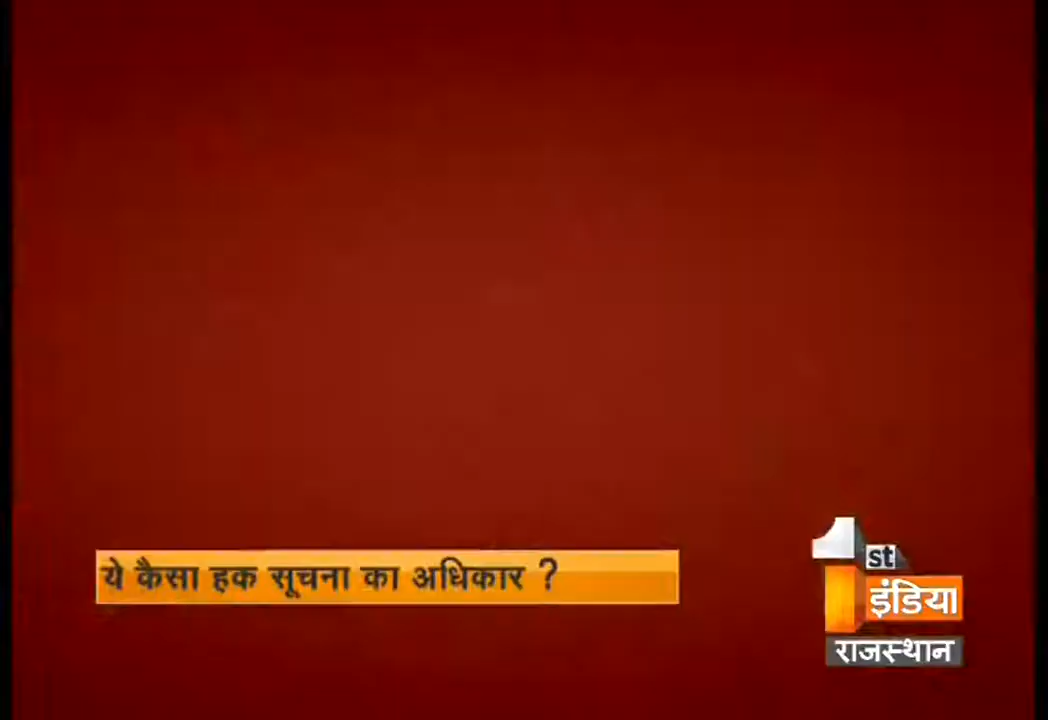 ये कैसा हक सूचना का अधिकार ?
1st
इंडिया
राजस्थान